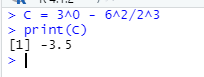 > C = 3^0 - 6^2/2^3
> print(C)
[1] -3.5
>